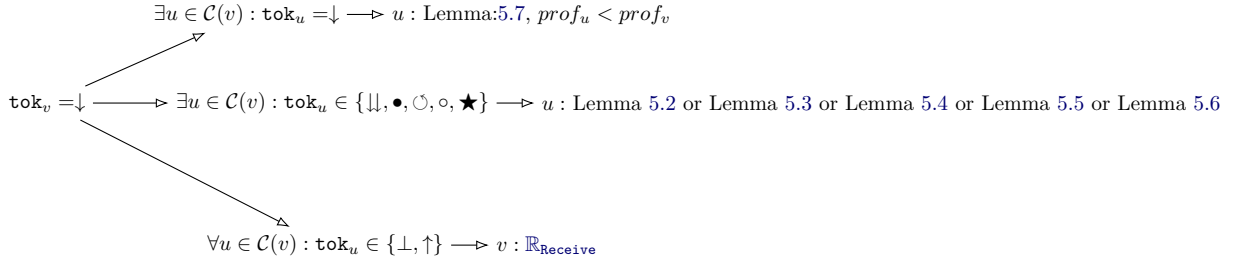 ∃u ∈ 𝒞(v) : tok_u =↓ → u : Lemma:5.7, prof_u < prof_v
tok_v =↓ → ∃u ∈ 𝒞(v) : tok_u ∈ {⇊, •, ↺, ◦, ★} → u : Lemma 5.2 or Lemma 5.3 or Lemma 5.4 or Lemma 5.5 or Lemma 5.6
∀u ∈ 𝒞(v) : tok_u ∈ {⊥, ↑} → v : ℝ_Receive